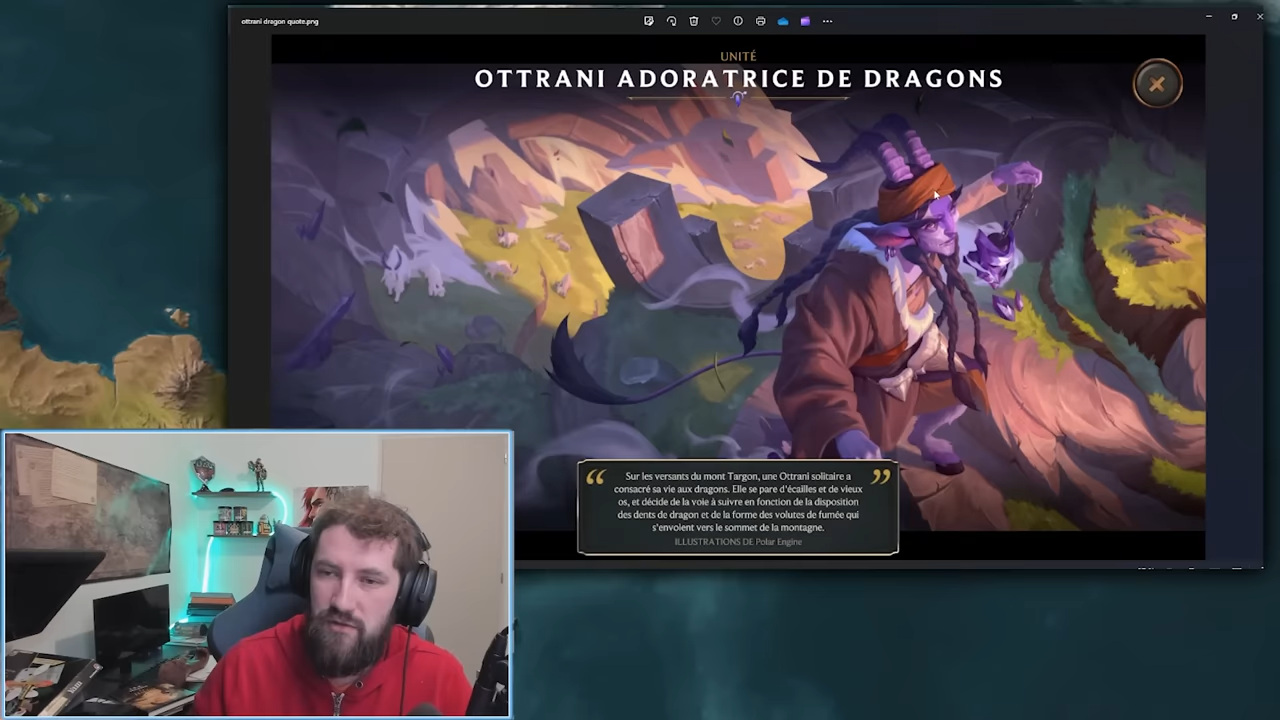 ottrani dragon quote.png
UNITÉ
OTTRANI ADORATRICE DE DRAGONS
Sur les versants du mont Targon, une Ottrani solitaire a
consacré sa vie aux dragons. Elle se pare d'écailles et de vieux
os, et décide de la voie à suivre en fonction de la disposition
des dents de dragon et de la forme des volutes de fumée qui
s'envolent vers le sommet de la montagne.
ILLUSTRATIONS DE Polar Engine